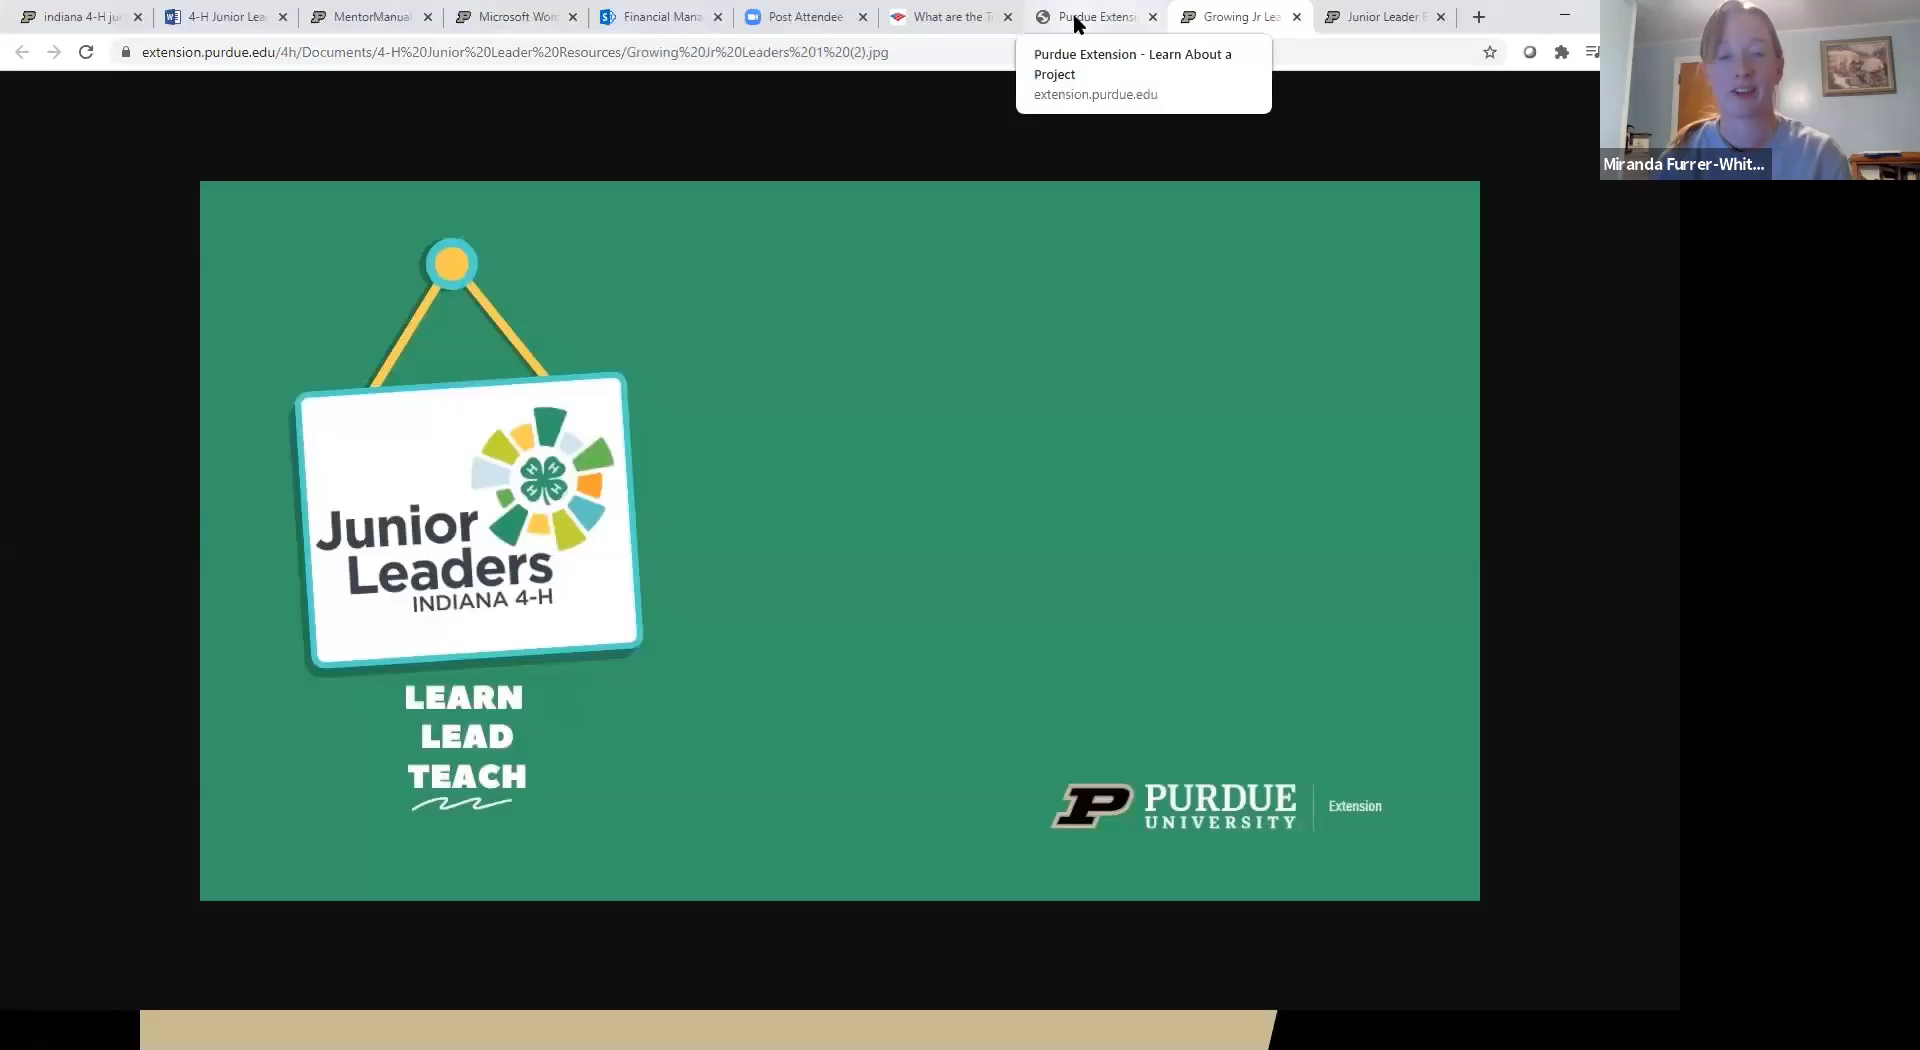 indiana 4-H ju
4-H Junior Lea
MentorManual
Microsoft Wor
Financial Mana
Post Attendee
What are the T
Purdue Extensi
Growing Jr Lea
Junior Leader
extension.purdue.edu/4h/Documents/4-H%20Junior%20Leader%20Resources/Growing%20Jr%20Leaders%201%20(2).jpg
Purdue Extension - Learn About a
Project
extension.purdue.edu
Miranda Furrer-Whit...
H H
H H
Junior
Leaders
INDIANA 4-H
LEARN
LEAD
TEACH
P PURDUE
UNIVERSITY
Extension